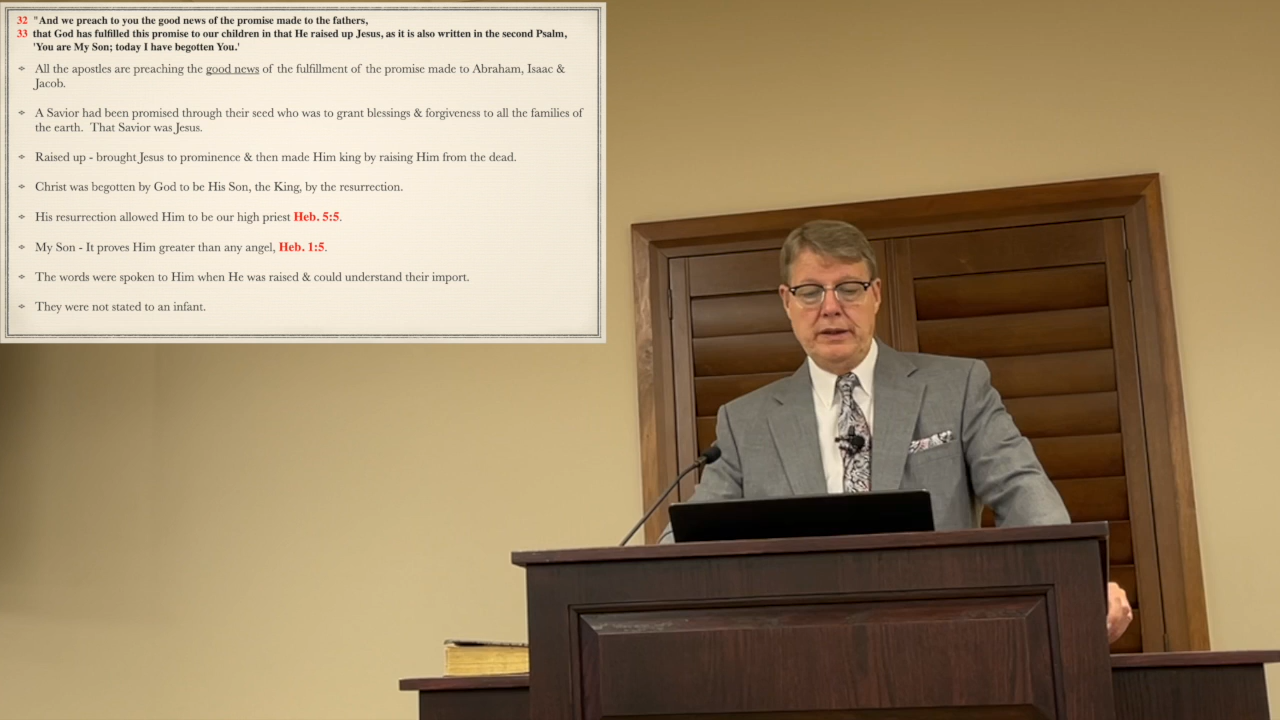 32 "And we preach to you the good news of the promise made to the fathers,
33 that God has fulfilled this promise to our children in that He raised up Jesus, as it is also written in the second Psalm,
'You are My Son; today I have begotten You.'
All the apostles are preaching the good news of the fulfillment of the promise made to Abraham, Isaac &
Jacob.
A Savior had been promised through their seed who was to grant blessings & forgiveness to all the families of
the earth. That Savior was Jesus.
Raised up - brought Jesus to prominence & then made Him king by raising Him from the dead.
Christ was begotten by God to be His Son, the King, by the resurrection.
His resurrection allowed Him to be our high priest Heb. 5:5.
My Son - It proves Him greater than any angel, Heb. 1:5.
The words were spoken to Him when He was raised & could understand their import.
They were not stated to an infant.